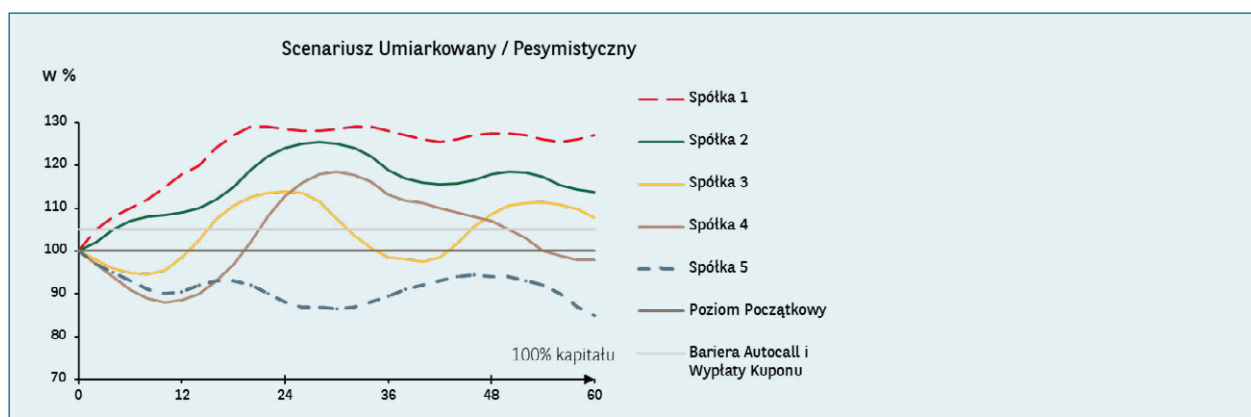 Scenariusz Umiarkowany / Pesymistyczny
w %
130
120
110
100
90
80
70
0
12
24
36
48
60
100% kapitału
Spółka 1
Spółka 2
Spółka 3
Spółka 4
Spółka 5
Poziom Początkowy
Bariera Autocall i
Wypłaty Kuponu